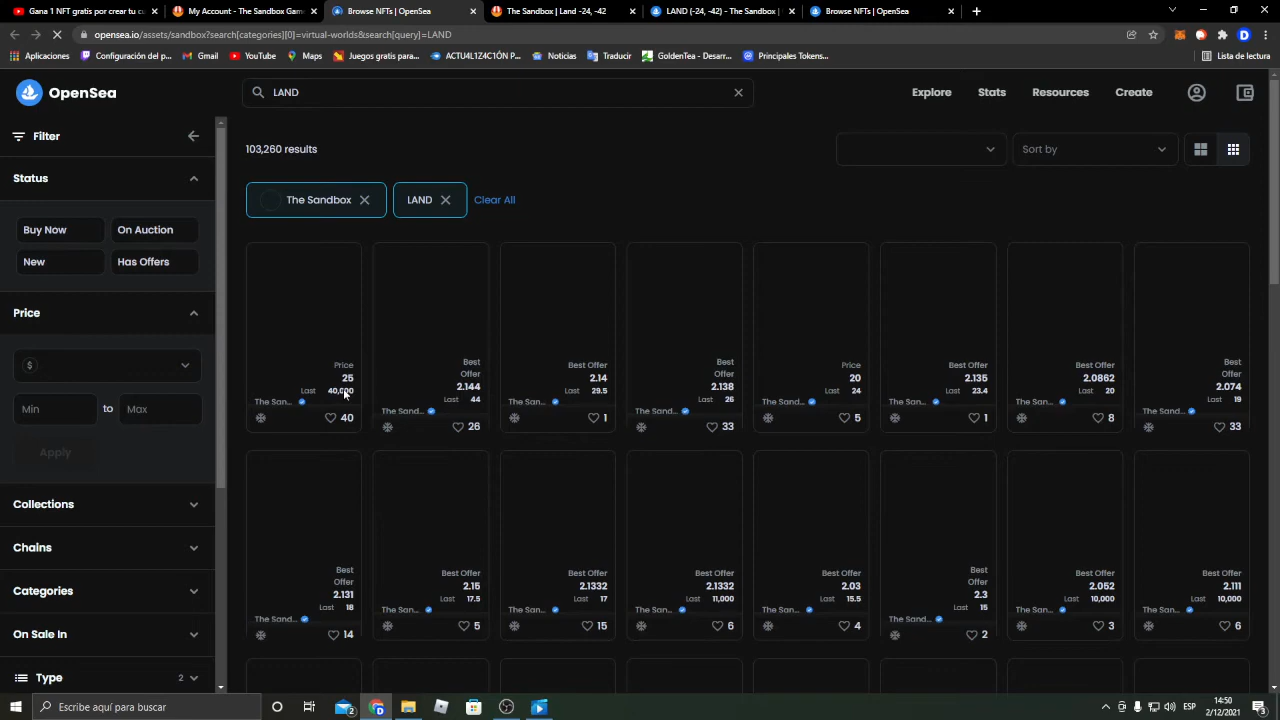 Gana 1 NFT gratis por crear tu cu
My Account - The Sandbox Gam
Browse NFTs | OpenSea
The Sandbox | Land -24, -42
LAND (-24, -42) - The Sandbox |
Browse NFTs | OpenSea
opensea.io/assets/sandbox?search[categories][0]=virtual-worlds&search[query]=LAND
Aplicaciones
Configuración del p...
Gmail
YouTube
Maps
Juegos gratis para...
ACTU4L1Z4C1ÓN P...
Noticias
Traducir
GoldenTea - Desarr...
Principales Tokens...
Lista de lectura
OpenSea
LAND
Explore
Stats
Resources
Create
Filter
103,260 results
Sort by
Status
The Sandbox
LAND
Clear All
Buy Now
On Auction
New
Has Offers
Price
$
Min
to
Max
Apply
Collections
Chains
Categories
On Sale In
Type
2
Price
25
Last 40,000
The San...
40
Best
Offer
2.144
Last 44
The Sand...
26
Best Offer
2.14
Last 29.5
The San...
1
Best
Offer
2.138
Last 26
The Sand...
33
Price
20
Last 24
The San...
5
Best Offer
2.135
Last 23.4
The San...
1
Best Offer
2.0862
Last 20
The San...
8
Best
Offer
2.074
Last 19
The Sand...
33
Best
Offer
2.131
Last 18
The Sand...
14
Best Offer
2.15
Last 17.5
The San...
5
Best Offer
2.1332
Last 17
The San...
15
Best Offer
2.1332
Last 11,000
The San...
6
Best Offer
2.03
Last 15.5
The San...
4
Best
Offer
2.3
Last 15
The Sand...
2
Best Offer
2.052
Last 10,000
The San...
3
Best Offer
2.111
Last 10,000
The San...
6
Escribe aquí para buscar
2
ESP
14:50
2/12/2021
3